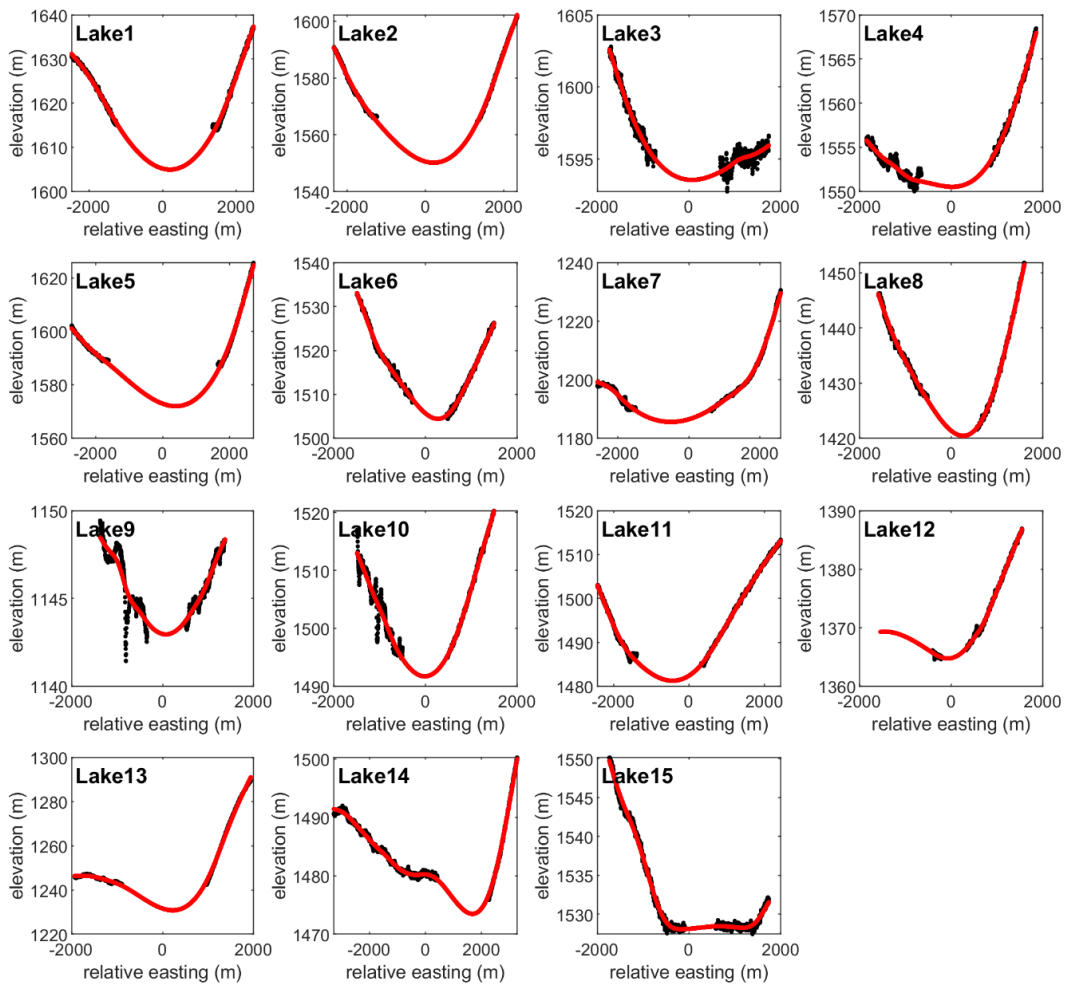 Lake1
elevation (m)
1640
1630
1620
1610
1600
-2000 0 2000
relative easting (m)
Lake2
elevation (m)
1600
1580
1560
1540
-2000 0 2000
relative easting (m)
Lake3
elevation (m)
1605
1600
1595
-2000 0 2000
relative easting (m)
Lake4
elevation (m)
1570
1565
1560
1555
1550
-2000 0 2000
relative easting (m)
Lake5
elevation (m)
1620
1600
1580
1560
-2000 0 2000
relative easting (m)
Lake6
elevation (m)
1540
1530
1520
1510
1500
-2000 0 2000
relative easting (m)
Lake7
elevation (m)
1240
1220
1200
1180
-2000 0 2000
relative easting (m)
Lake8
elevation (m)
1450
1440
1430
1420
-2000 0 2000
relative easting (m)
Lake9
elevation (m)
1150
1145
1140
-2000 0 2000
relative easting (m)
Lake10
elevation (m)
1520
1510
1500
1490
-2000 0 2000
relative easting (m)
Lake11
elevation (m)
1520
1510
1500
1490
1480
-2000 0 2000
relative easting (m)
Lake12
elevation (m)
1390
1380
1370
1360
-2000 0 2000
relative easting (m)
Lake13
elevation (m)
1300
1280
1260
1240
1220
-2000 0 2000
relative easting (m)
Lake14
elevation (m)
1500
1490
1480
1470
-2000 0 2000
relative easting (m)
Lake15
elevation (m)
1550
1545
1540
1535
1530
-2000 0 2000
relative easting (m)